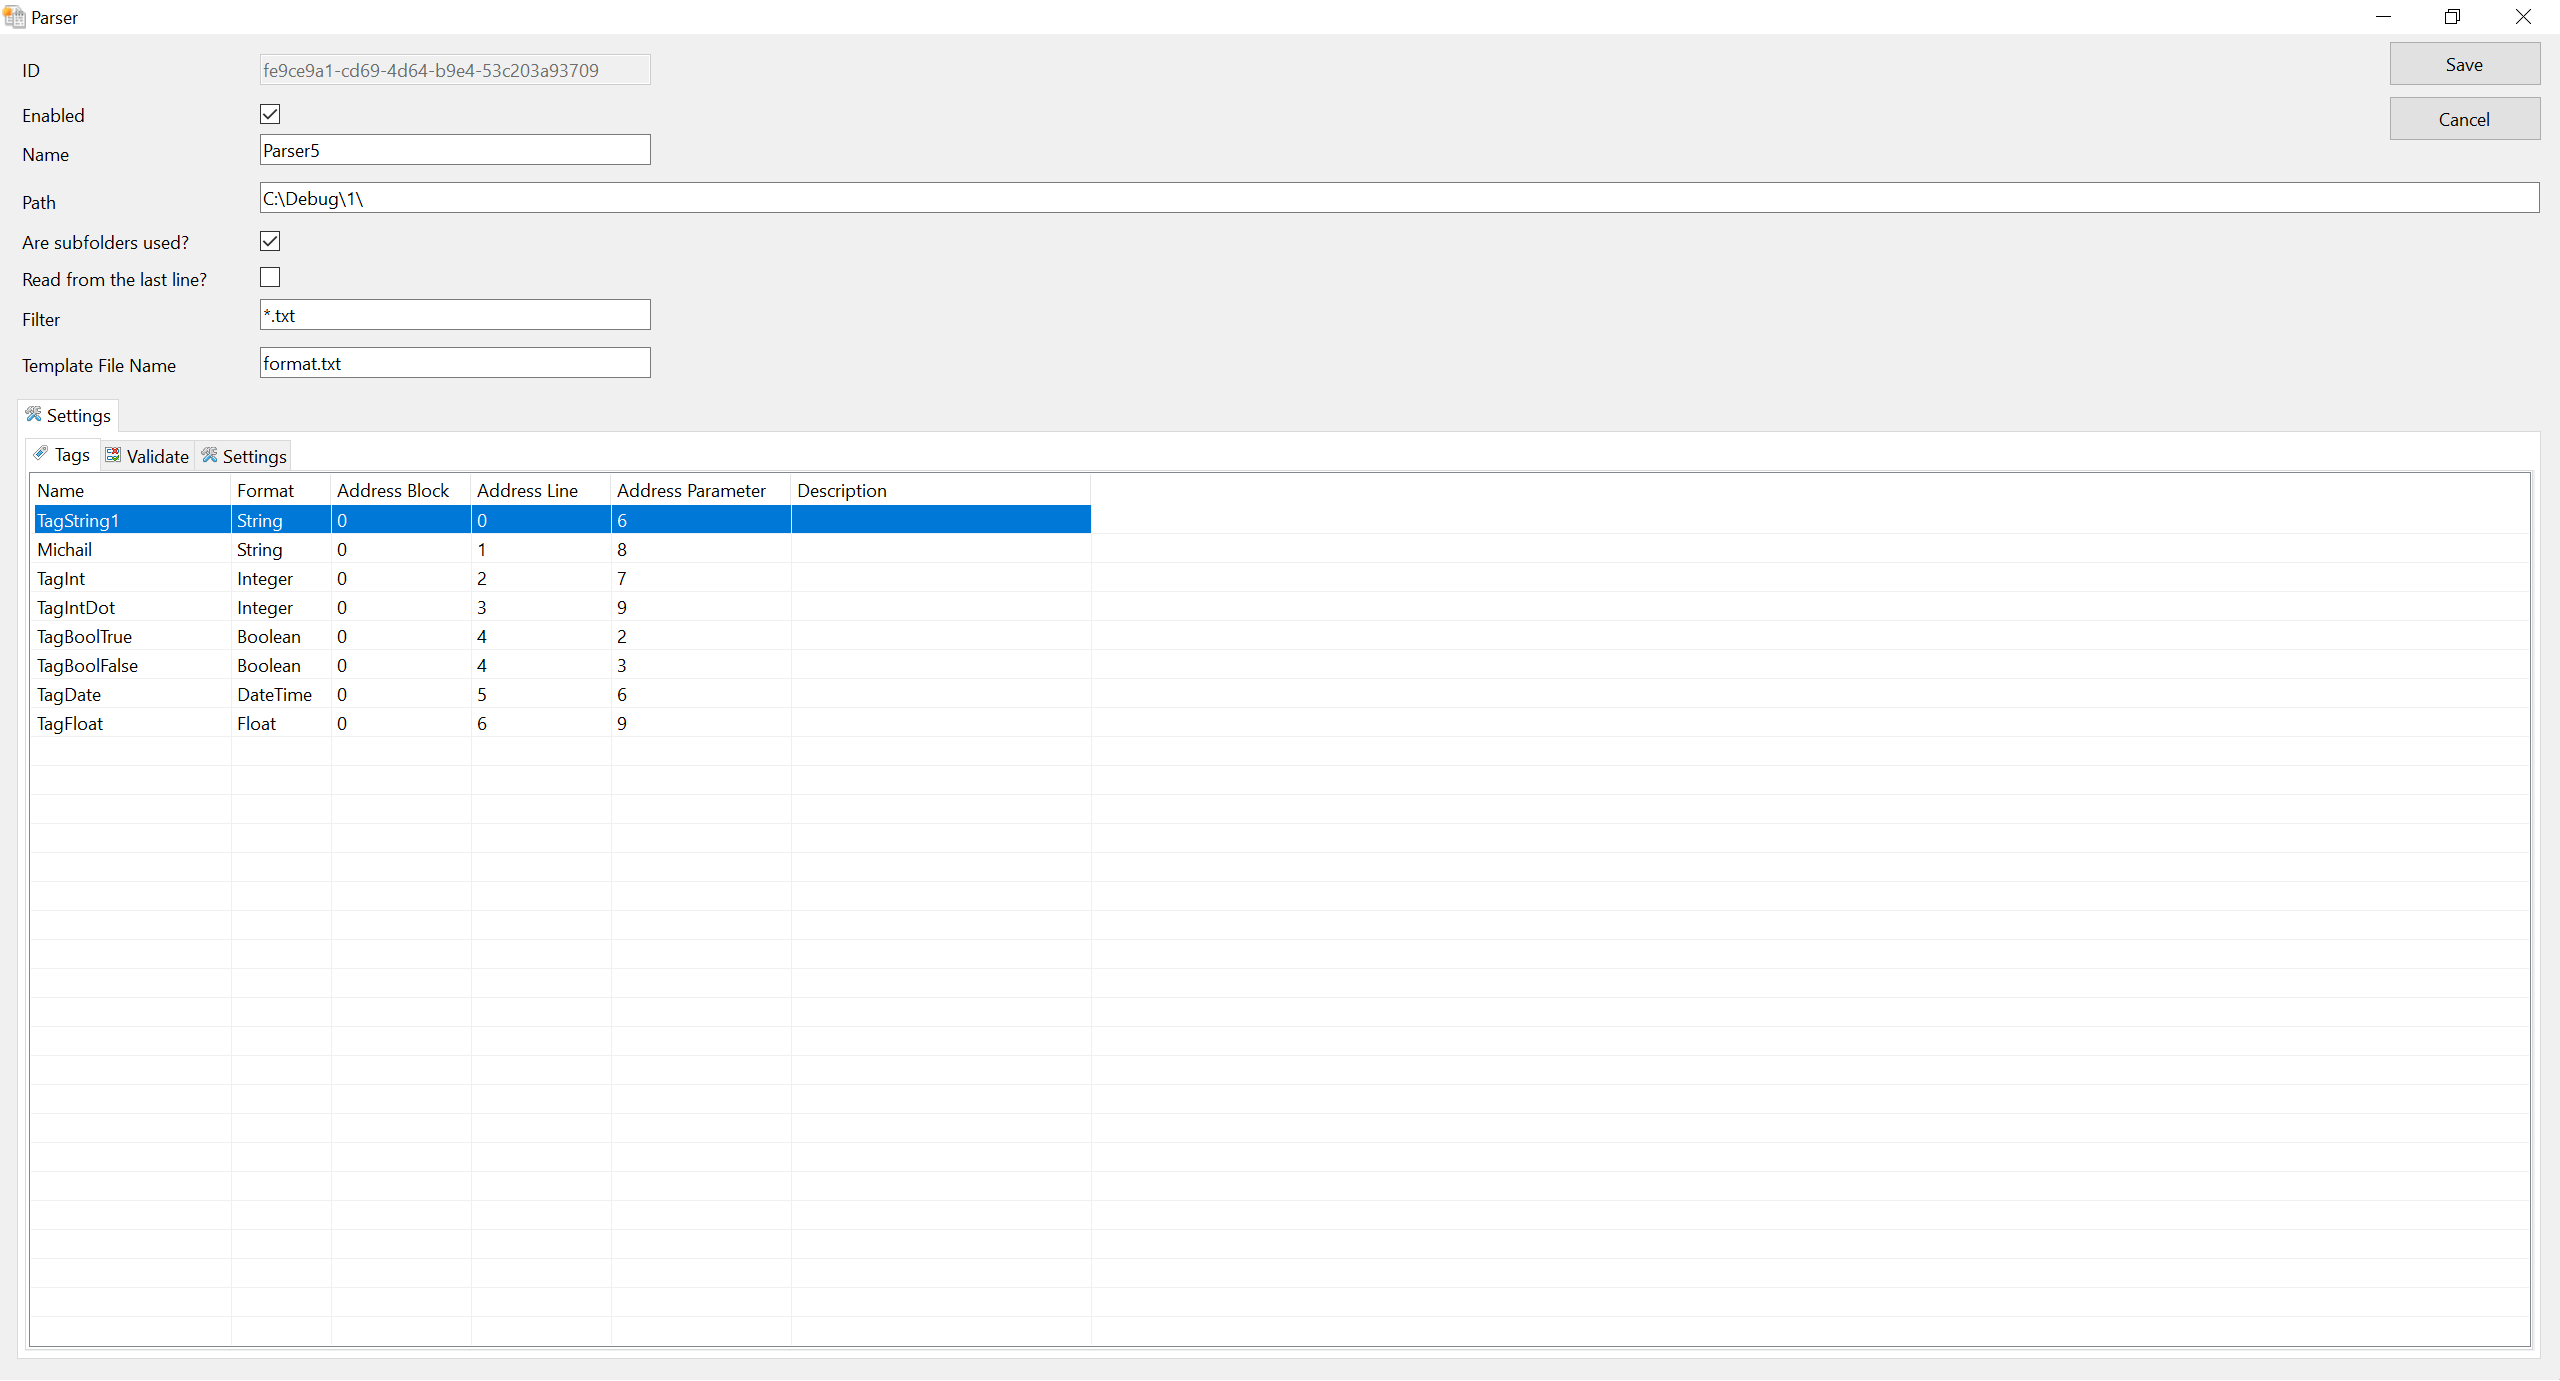 Parser
ID fe9ce9a1-cd69-4d64-b9e4-53c203a93709 Save
Enabled Cancel
Name Parser5
Path C:\Debug\1\
Are subfolders used?
Read from the last line?
Filter *.txt
Template File Name format.txt
Settings
Tags Validate Settings
Name Format Address Block Address Line Address Parameter Description
TagString1 String 0 0 6
Michail String 0 1 8
TagInt Integer 0 2 7
TagIntDot Integer 0 3 9
TagBoolTrue Boolean 0 4 2
TagBoolFalse Boolean 0 4 3
TagDate DateTime 0 5 6
TagFloat Float 0 6 9